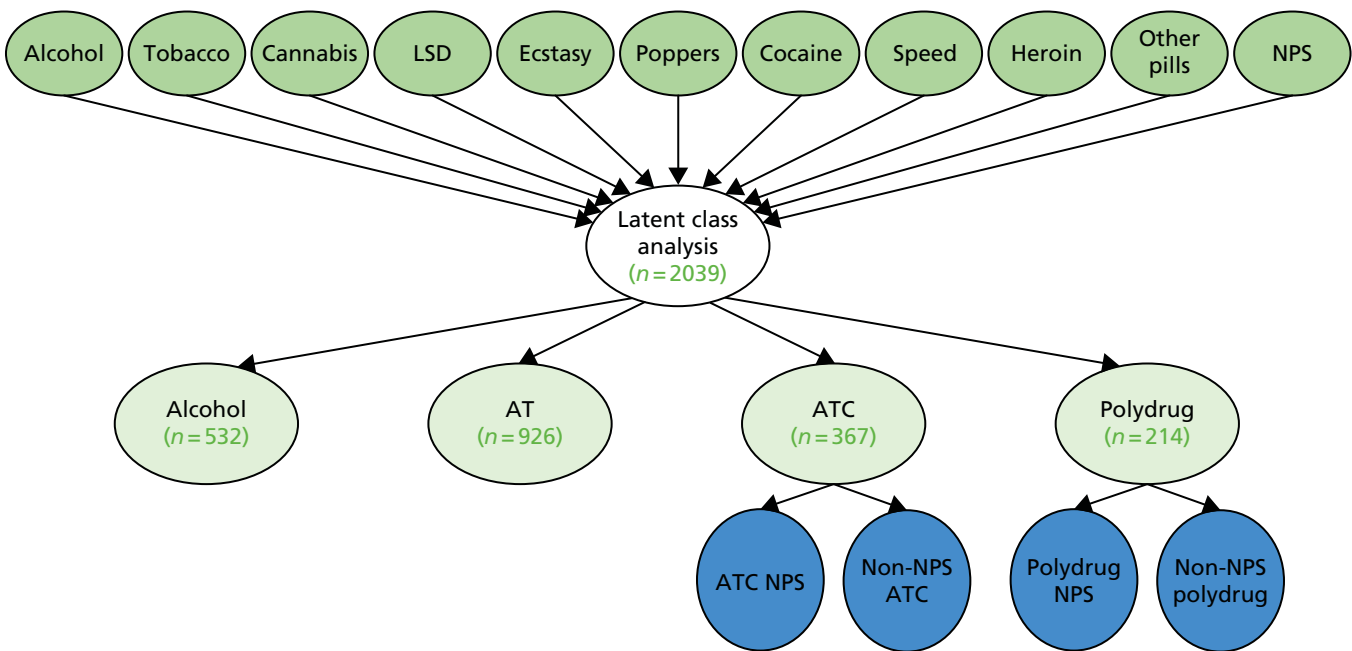 Alcohol
Tobacco
Cannabis
LSD
Ecstasy
Poppers
Cocaine
Speed
Heroin
Other
pills
NPS
Latent class
analysis
(n=2039)
Alcohol
(n=532)
AT
(n=926)
ATC
(n=367)
Polydrug
(n=214)
ATC NPS
Non-NPS
ATC
Polydrug
NPS
Non-NPS
polydrug